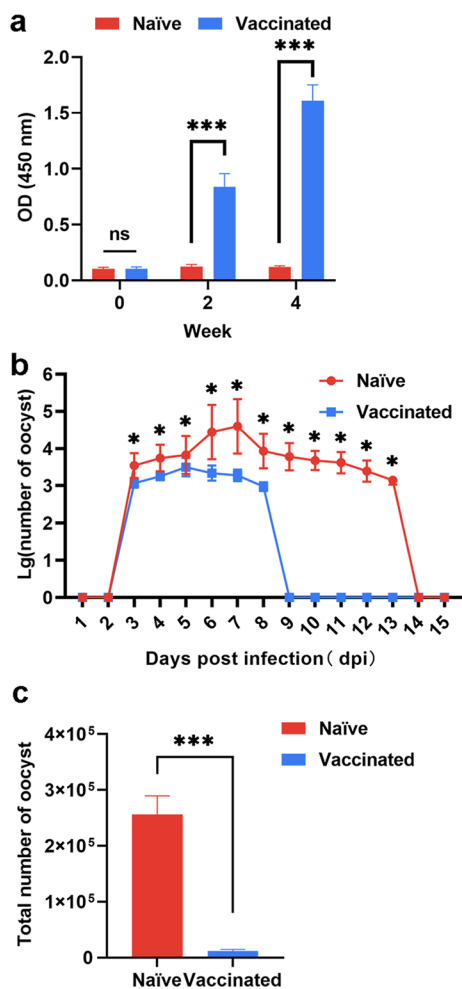 a
Naïve
Vaccinated
OD (450 nm)
2.0
1.5
1.0
0.5
0.0
ns
***
***
0
2
4
Week
b
Naïve
Vaccinated
Lg(number of oocyst)
6
5
4
3
2
1
0
* * * * * * * * * * *
1 2 3 4 5 6 7 8 9 10 11 12 13 14 15
Days post infection( dpi)
c
Naïve
Vaccinated
Total number of oocyst
4×10⁵
3×10⁵
2×10⁵
1×10⁵
0
***
Naïve Vaccinated